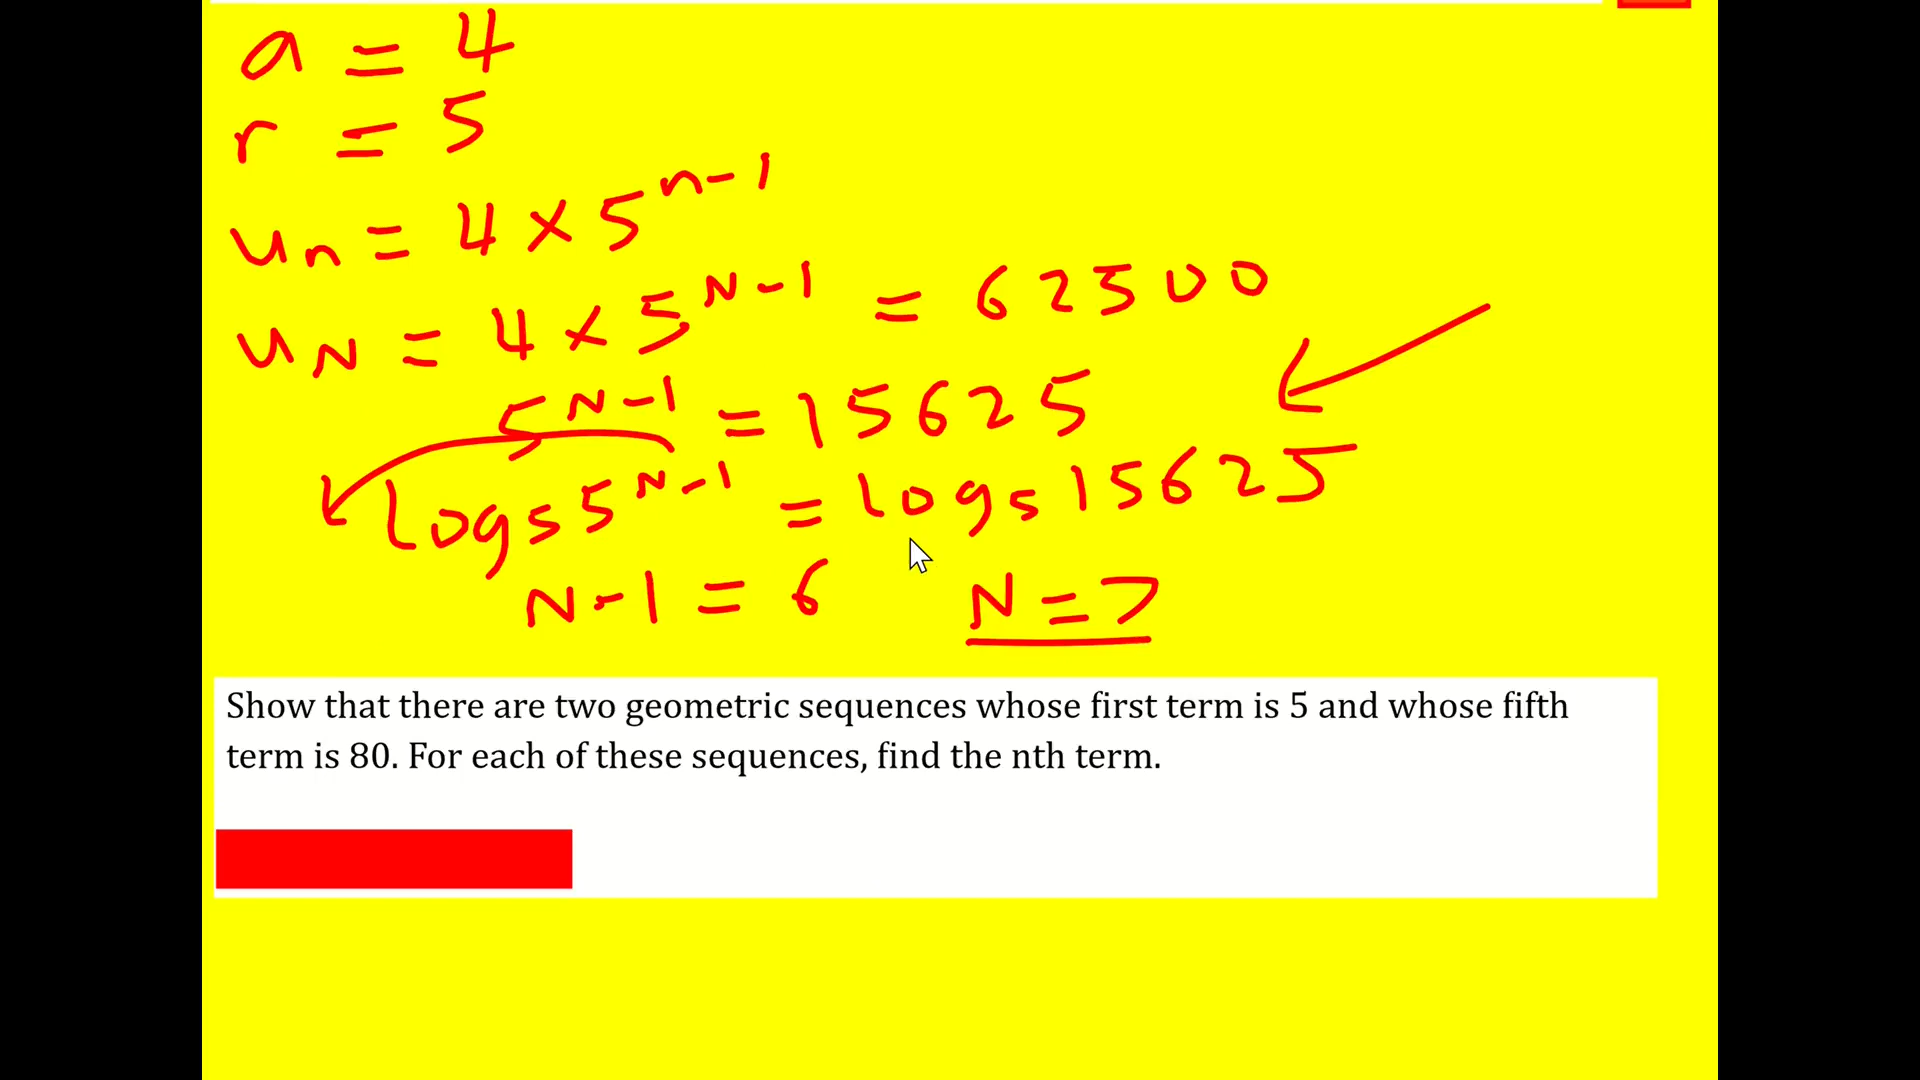 a = 4
r = 5
uₙ = 4 × 5ⁿ⁻¹
u_N = 4 × 5^(N-1) = 62500
5^(N-1) = 15625
log₅ 5^(N-1) = log₅ 15625
N-1 = 6 N = 7
Show that there are two geometric sequences whose first term is 5 and whose fifth
term is 80. For each of these sequences, find the nth term.